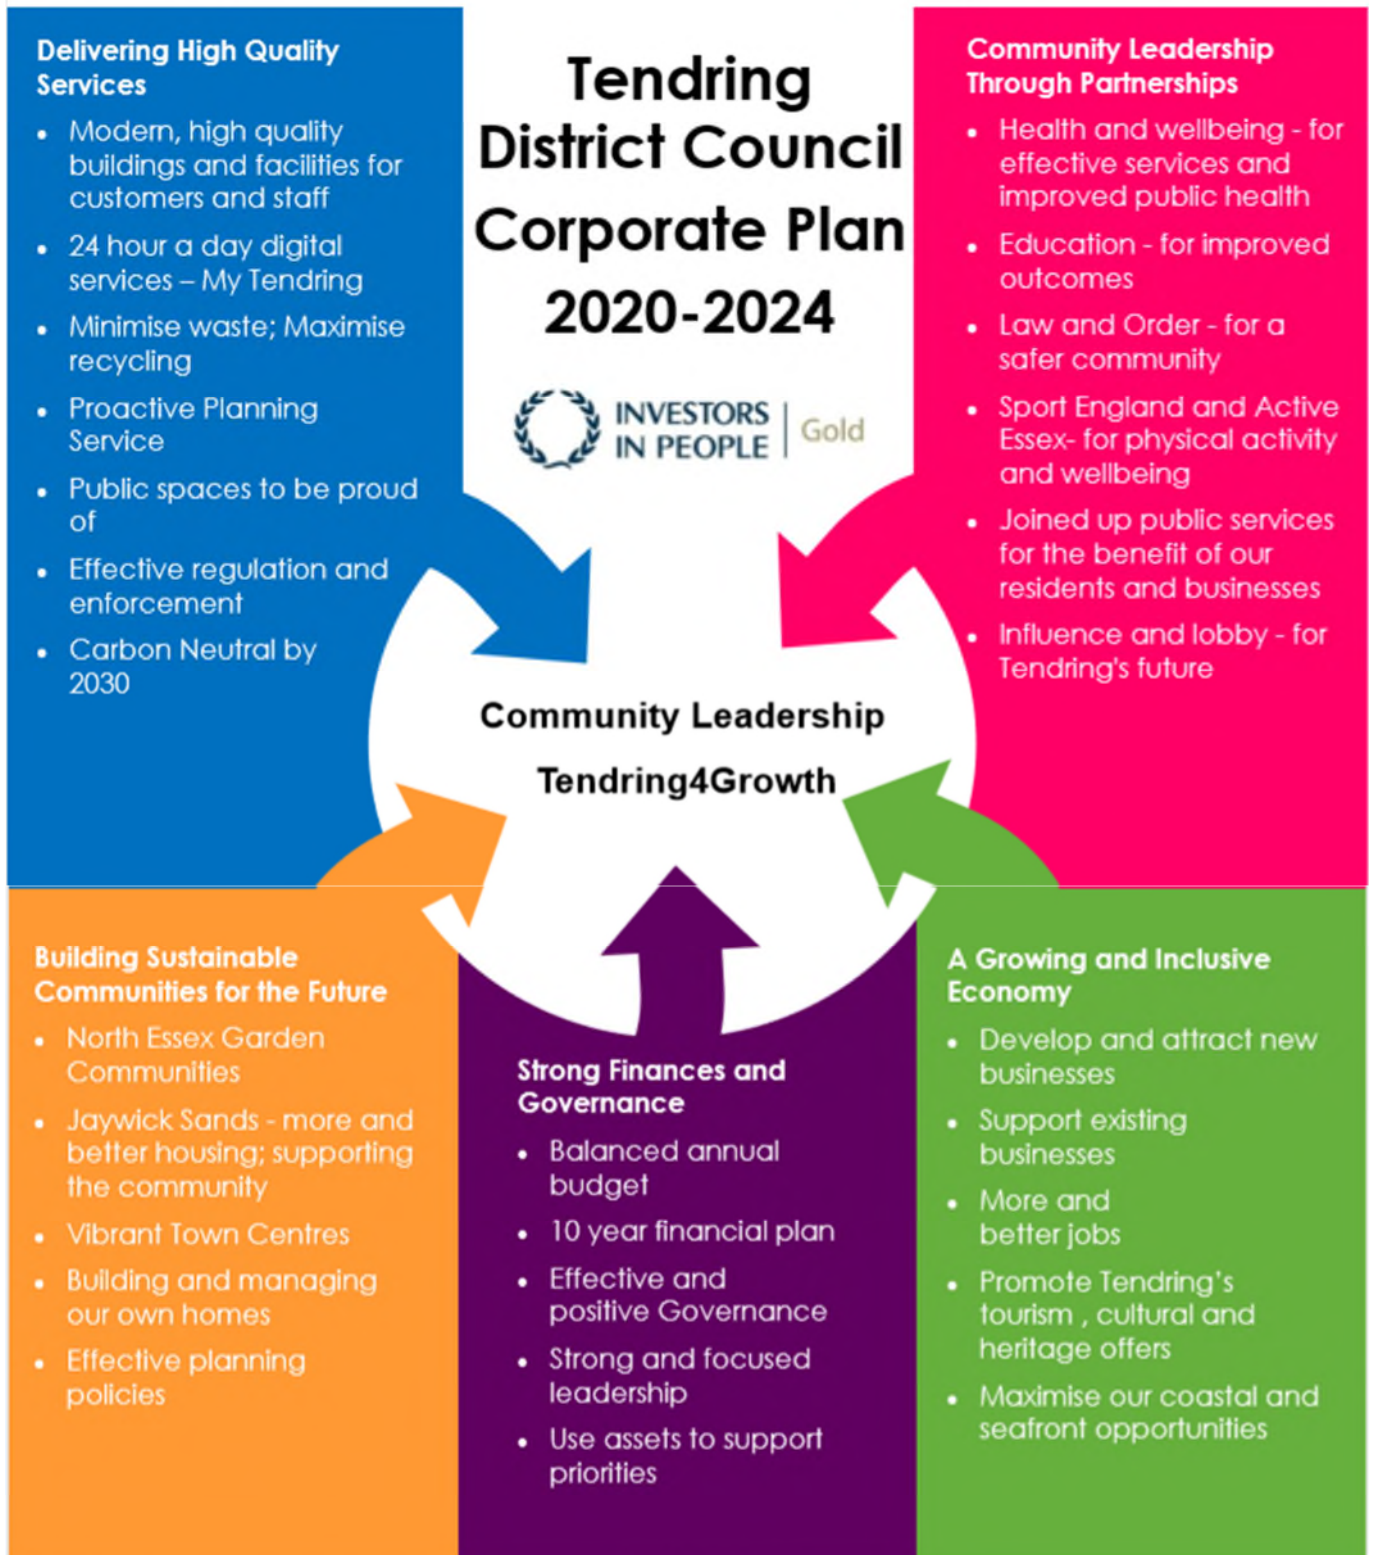 Delivering High Quality
Services
• Modern, high quality
buildings and facilities for
customers and staff
• 24 hour a day digital
services – My Tendring
• Minimise waste; Maximise
recycling
• Proactive Planning
Service
• Public spaces to be proud
of
• Effective regulation and
enforcement
• Carbon Neutral by
2030
Tendring
District Council
Corporate Plan
2020-2024
INVESTORS
IN PEOPLE
Gold
Community Leadership
Through Partnerships
• Health and wellbeing - for
effective services and
improved public health
• Education - for improved
outcomes
• Law and Order - for a
safer community
• Sport England and Active
Essex- for physical activity
and wellbeing
• Joined up public services
for the benefit of our
residents and businesses
• Influence and lobby - for
Tendring's future
Community Leadership
Tendring4Growth
Building Sustainable
Communities for the Future
• North Essex Garden
Communities
• Jaywick Sands - more and
better housing; supporting
the community
• Vibrant Town Centres
• Building and managing
our own homes
• Effective planning
policies
Strong Finances and
Governance
• Balanced annual
budget
• 10 year financial plan
• Effective and
positive Governance
• Strong and focused
leadership
• Use assets to support
priorities
A Growing and Inclusive
Economy
• Develop and attract new
businesses
• Support existing
businesses
• More and
better jobs
• Promote Tendring’s
tourism , cultural and
heritage offers
• Maximise our coastal and
seafront opportunities